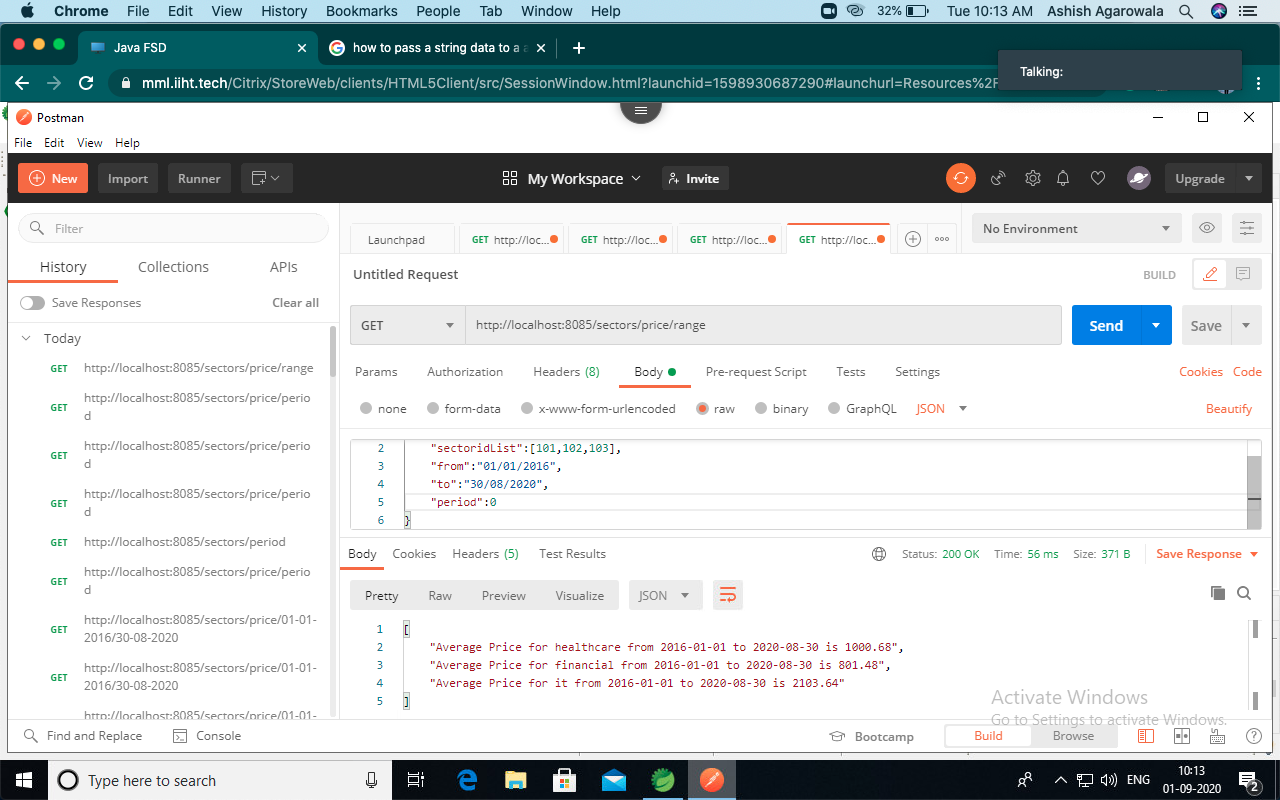 Chrome File Edit View History Bookmarks People Tab Window Help 32% Tue 10:13 AM Ashish Agarowala
Java FSD how to pass a string data to a
mml.iiht.tech/Citrix/StoreWeb/clients/HTML5Client/src/SessionWindow.html?launchid=1598930687290#launchurl=Resources%2F
Talking:
Postman
File Edit View Help
New Import Runner My Workspace Invite Upgrade
Filter
Launchpad GET http://loc... GET http://loc... GET http://loc... GET http://loc... No Environment
History Collections APIs
Untitled Request BUILD
Save Responses Clear all
GET http://localhost:8085/sectors/price/range Send Save
Today
GET http://localhost:8085/sectors/price/range
GET http://localhost:8085/sectors/price/perio
d
GET http://localhost:8085/sectors/price/perio
d
GET http://localhost:8085/sectors/price/perio
d
GET http://localhost:8085/sectors/period
GET http://localhost:8085/sectors/price/perio
d
GET http://localhost:8085/sectors/price/01-01-
2016/30-08-2020
GET http://localhost:8085/sectors/price/01-01-
2016/30-08-2020
http://localhost:8085/sectors/price/01-01-
Params Authorization Headers (8) Body Pre-request Script Tests Settings Cookies Code
none form-data x-www-form-urlencoded raw binary GraphQL JSON Beautify
2 "sectoridList":[101,102,103],
3 "from":"01/01/2016",
4 "to":"30/08/2020",
5 "period":0
6 }
Body Cookies Headers (5) Test Results Status: 200 OK Time: 56 ms Size: 371 B Save Response
Pretty Raw Preview Visualize JSON
1 [
2 "Average Price for healthcare from 2016-01-01 to 2020-08-30 is 1000.68",
3 "Average Price for financial from 2016-01-01 to 2020-08-30 is 801.48",
4 "Average Price for it from 2016-01-01 to 2020-08-30 is 2103.64"
5 ]
Activate Windows
Go to Settings to activate Windows.
Find and Replace Console Bootcamp Build Browse
Type here to search ENG 10:13
01-09-2020 2